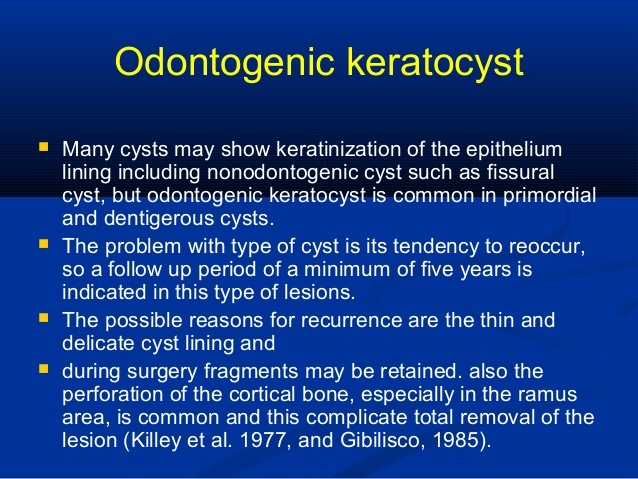 Odontogenic keratocyst
Many cysts may show keratinization of the epithelium
lining including nonodontogenic cyst such as fissural
cyst, but odontogenic keratocyst is common in primordial
and dentigerous cysts.
The problem with type of cyst is its tendency to reoccur,
so a follow up period of a minimum of five years is
indicated in this type of lesions.
The possible reasons for recurrence are the thin and
delicate cyst lining and
during surgery fragments may be retained. also the
perforation of the cortical bone, especially in the ramus
area, is common and this complicate total removal of the
lesion (Killey et al. 1977, and Gibilisco, 1985).